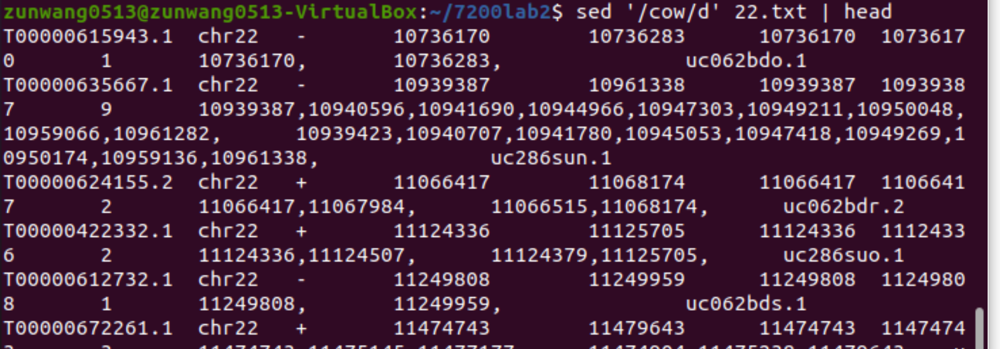 zunwang0513@zunwang0513-VirtualBox:~/7200lab2$ sed '/cow/d' 22.txt | head
T00000615943.1 chr22 - 10736170 10736283 10736170 1073617
0 1 10736170, 10736283, uc062bdo.1
T00000635667.1 chr22 - 10939387 10961338 10939387 1093938
7 9 10939387,10940596,10941690,10944966,10947303,10949211,10950048,
10959066,10961282, 10939423,10940707,10941780,10945053,10947418,10949269,1
0950174,10959136,10961338, uc286sun.1
T00000624155.2 chr22 + 11066417 11068174 11066417 1106641
7 2 11066417,11067984, 11066515,11068174, uc062bdr.2
T00000422332.1 chr22 + 11124336 11125705 11124336 1112433
6 2 11124336,11124507, 11124379,11125705, uc286suo.1
T00000612732.1 chr22 - 11249808 11249959 11249808 1124980
8 1 11249808, 11249959, uc062bds.1
T00000672261.1 chr22 + 11474743 11479643 11474743 1147474